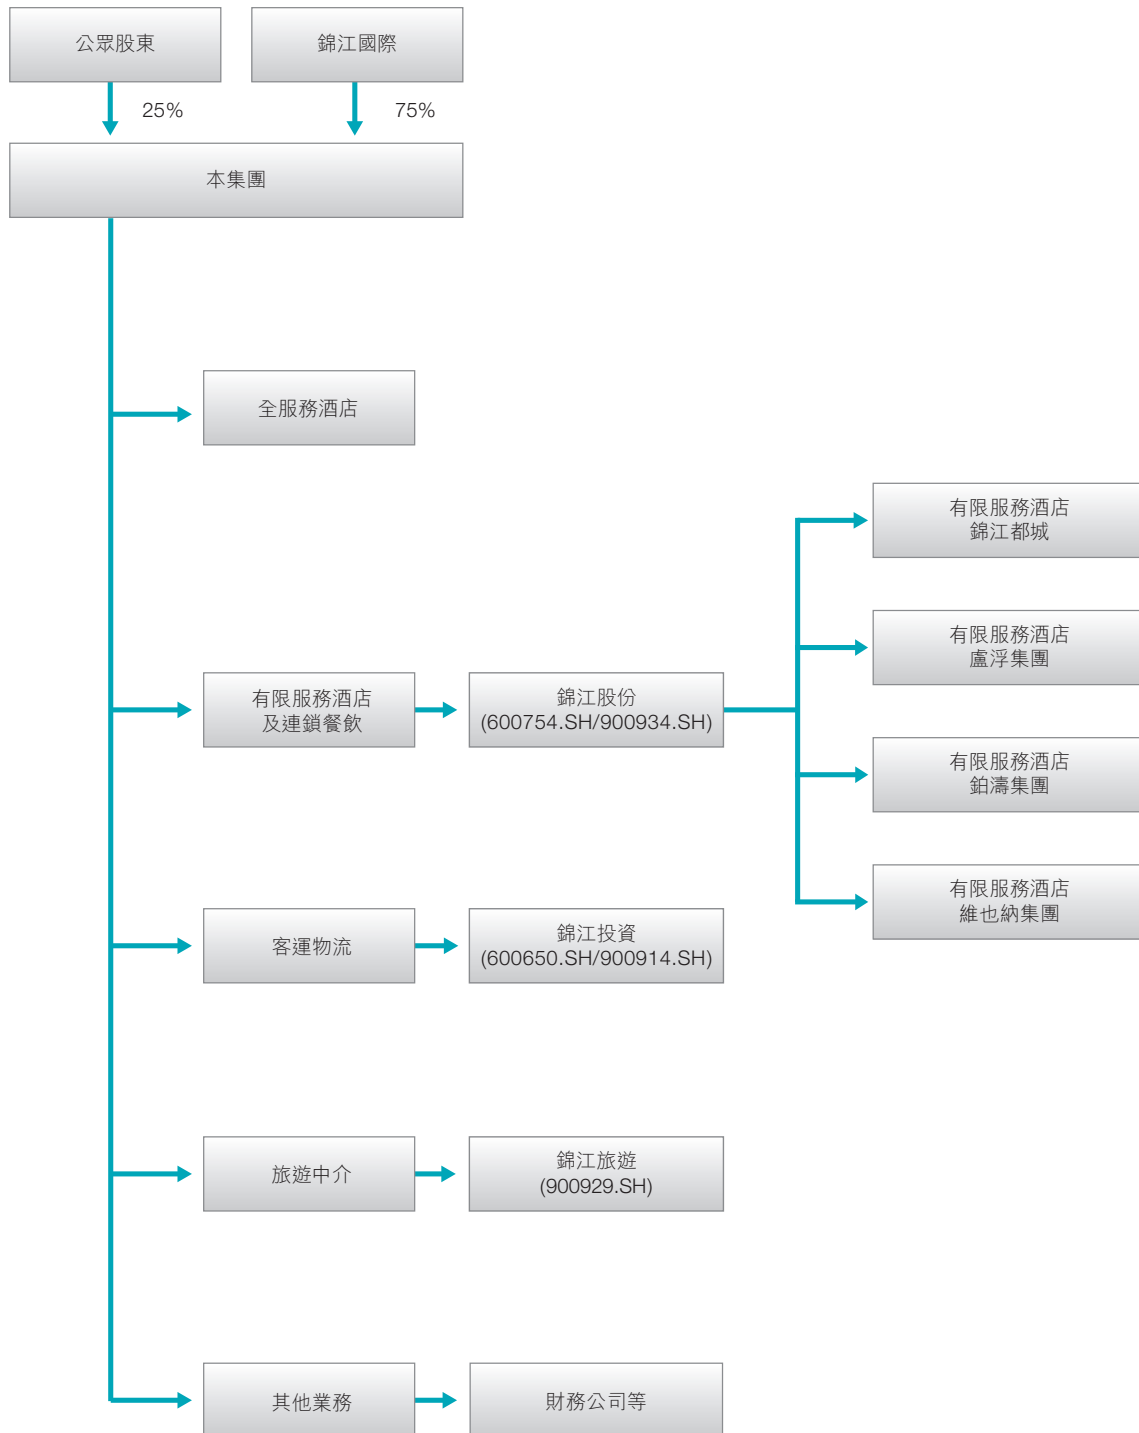 公眾股東
錦江國際
25%
75%
本集團
全服務酒店
有限服務酒店
及連鎖餐飲
錦江股份
(600754.SH/900934.SH)
有限服務酒店
錦江都城
有限服務酒店
盧浮集團
有限服務酒店
鉑濤集團
有限服務酒店
維也納集團
客運物流
錦江投資
(600650.SH/900914.SH)
旅遊中介
錦江旅遊
(900929.SH)
其他業務
財務公司等